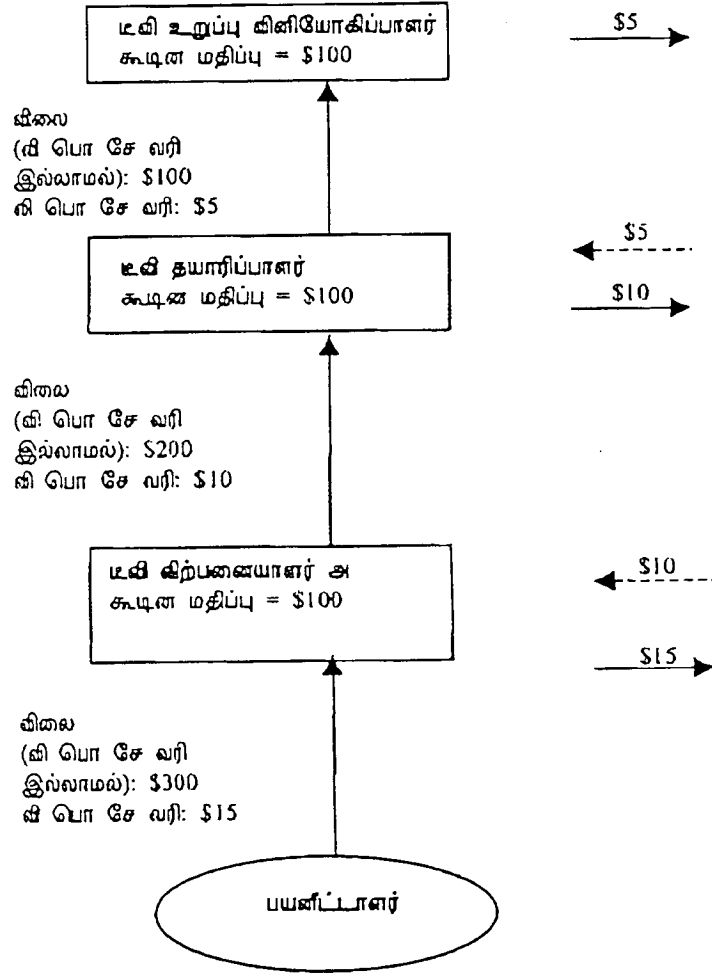 டீவி உறுப்பு வினியோகிப்பாளர்
கூடின மதிப்பு = $100
$5
விலை
(வி பொ சே வரி
இல்லாமல்): $100
வி பொ சே வரி: $5
டீவி தயாரிப்பாளர்
கூடின மதிப்பு = $100
$5
$10
விலை
(வி பொ சே வரி
இல்லாமல்): $200
வி பொ சே வரி: $10
டீவி விற்பனையாளர் அ
கூடின மதிப்பு = $100
$10
$15
விலை
(வி பொ சே வரி
இல்லாமல்): $300
வி பொ சே வரி: $15
பயனீட்டாளர்